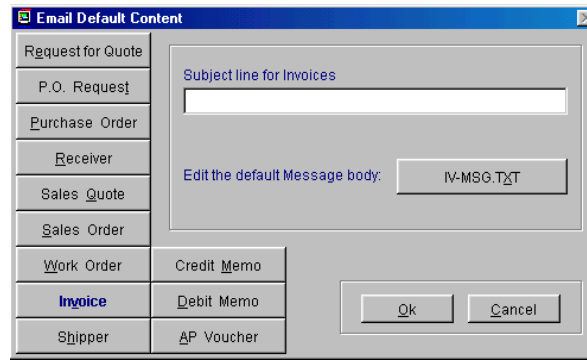 Email Default Content
Request for Quote
P.O. Request
Purchase Order
Receiver
Sales Quote
Sales Order
Work Order
Invoice
Shipper
Credit Memo
Debit Memo
AP Voucher
Subject line for Invoices
Edit the default Message body:
IV-MSG.TXT
Ok
Cancel